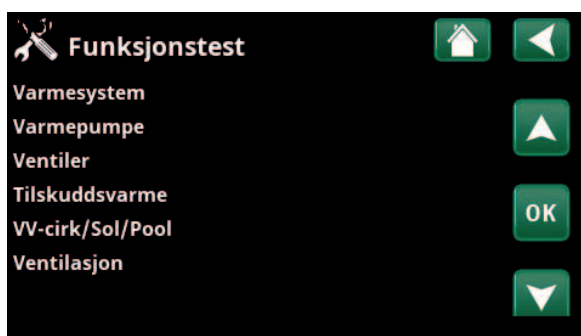 Funksjonstest
Varmesystem
Varmepumpe
Ventiler
Tilskuddsvarme
VV-cirk/Sol/Pool
Ventilasjon
OK